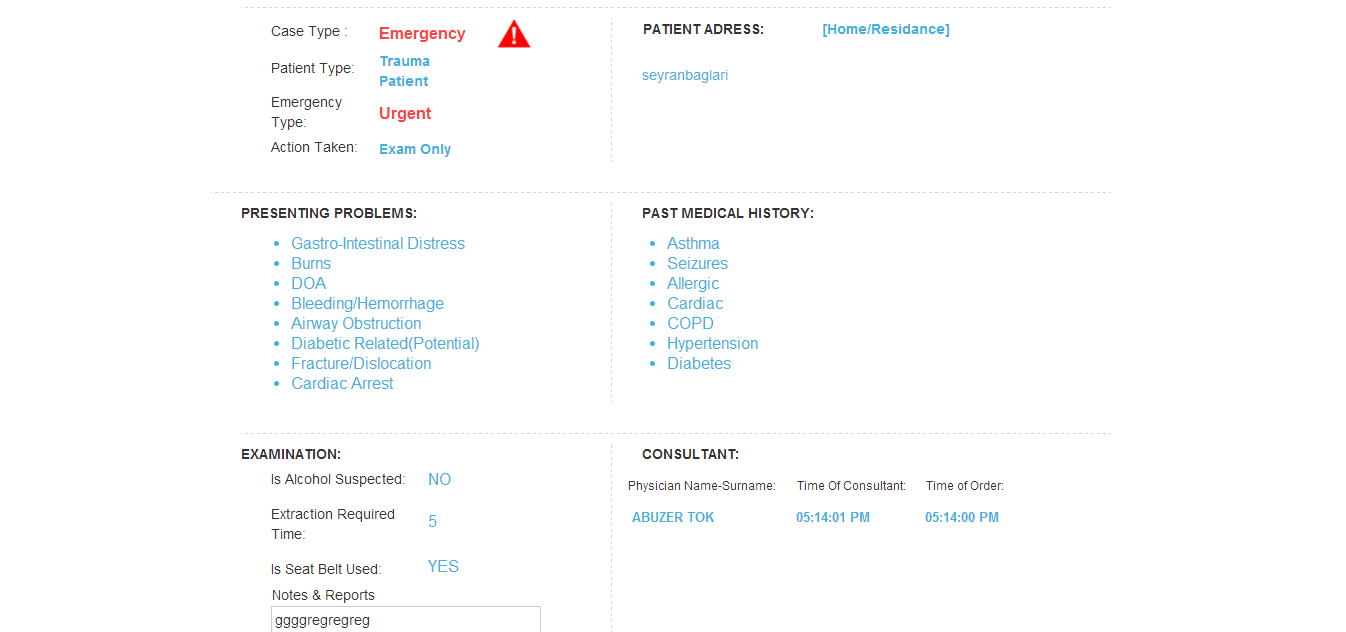 Case Type : Emergency
Patient Type: Trauma
Patient
Emergency
Type: Urgent
Action Taken: Exam Only
PATIENT ADRESS: [Home/Residance]
seyranbaglari
PRESENTING PROBLEMS:
Gastro-Intestinal Distress
Burns
DOA
Bleeding/Hemorrhage
Airway Obstruction
Diabetic Related(Potential)
Fracture/Dislocation
Cardiac Arrest
PAST MEDICAL HISTORY:
Asthma
Seizures
Allergic
Cardiac
COPD
Hypertension
Diabetes
EXAMINATION:
Is Alcohol Suspected: NO
Extraction Required
Time: 5
Is Seat Belt Used: YES
Notes & Reports
ggggregregreg
CONSULTANT:
Physician Name-Surname: Time Of Consultant: Time of Order:
ABUZER TOK 05:14:01 PM 05:14:00 PM